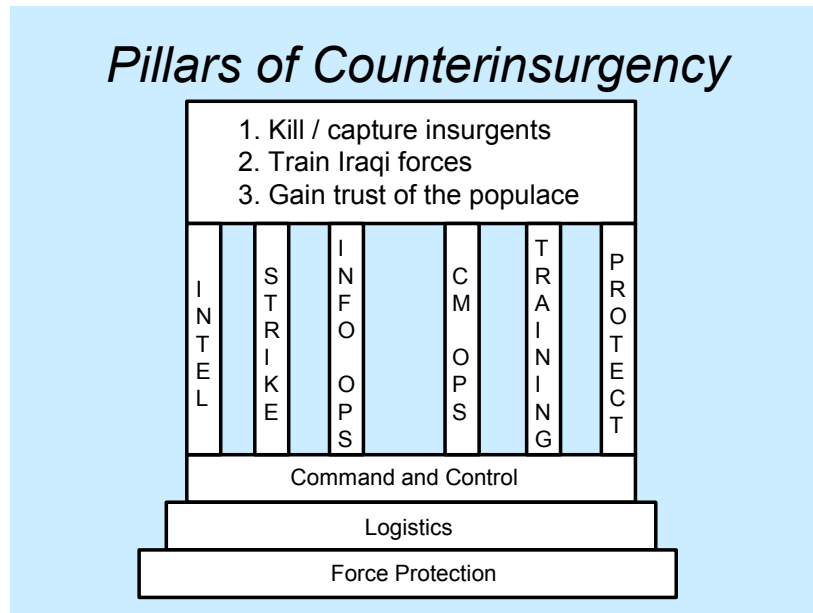 Pillars of Counterinsurgency
1. Kill / capture insurgents
2. Train Iraqi forces
3. Gain trust of the populace
INTEL
STRIKE
INFO OPS
CM OPS
TRAINING
PROTECT
Command and Control
Logistics
Force Protection